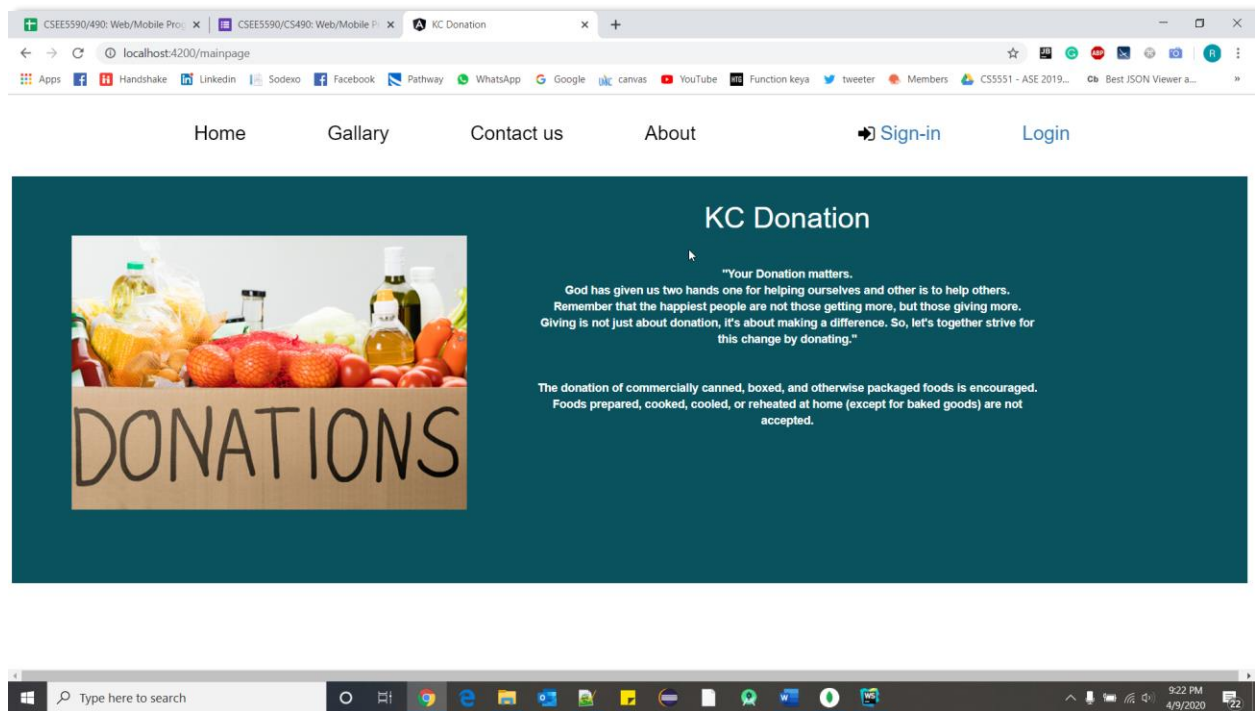 CSEE5590/490: Web/Mobile Prog
CSEE5590/CS490: Web/Mobile P
KC Donation
localhost:4200/mainpage
Apps Handshake Linkedin Sodexo Facebook Pathway WhatsApp Google canvas YouTube Function keya tweeter Members CS5551 - ASE 2019... Best JSON Viewer a...
Home Gallary Contact us About Sign-in Login
KC Donation
"Your Donation matters.
God has given us two hands one for helping ourselves and other is to help others.
Remember that the happiest people are not those getting more, but those giving more.
Giving is not just about donation, it's about making a difference. So, let's together strive for
this change by donating."
The donation of commercially canned, boxed, and otherwise packaged foods is encouraged.
Foods prepared, cooked, cooled, or reheated at home (except for baked goods) are not
accepted.
DONATIONS
Type here to search
9:22 PM
4/9/2020
22